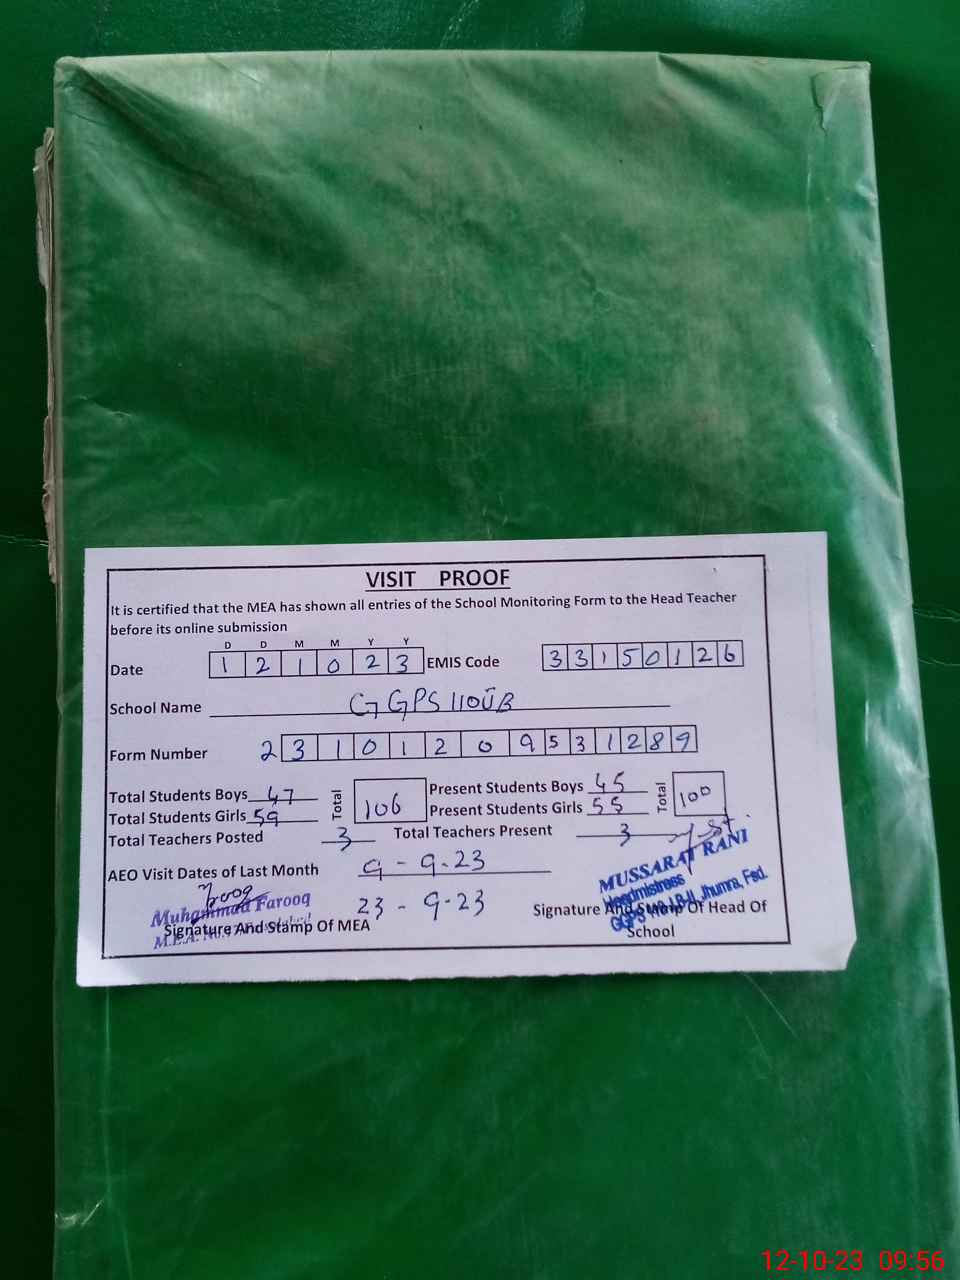 VISIT PROOF
It is certified that the MEA has shown all entries of the School Monitoring Form to the Head Teacher
before its online submission
D D M M Y Y
Date 1 2 1 0 2 3 EMIS Code 3 3 1 5 0 1 2 6
School Name GGPS 110 JB
Form Number 2 3 1 0 1 2 0 9 5 3 1 2 8 9
Total Students Boys 47 Total 106 Present Students Boys 45 Total 100
Total Students Girls 59 Present Students Girls 55
Total Teachers Posted 3 Total Teachers Present 3
AEO Visit Dates of Last Month 9 - 9-23
23 - 9-23
Muhammad Farooq
M.E.A. No.
Signature And Stamp Of MEA
MUSSARAT RANI
Headmistress
GGPS Jhumra, Fsd.
Signature And Stamp Of Head Of
School
12-10-23 09:56